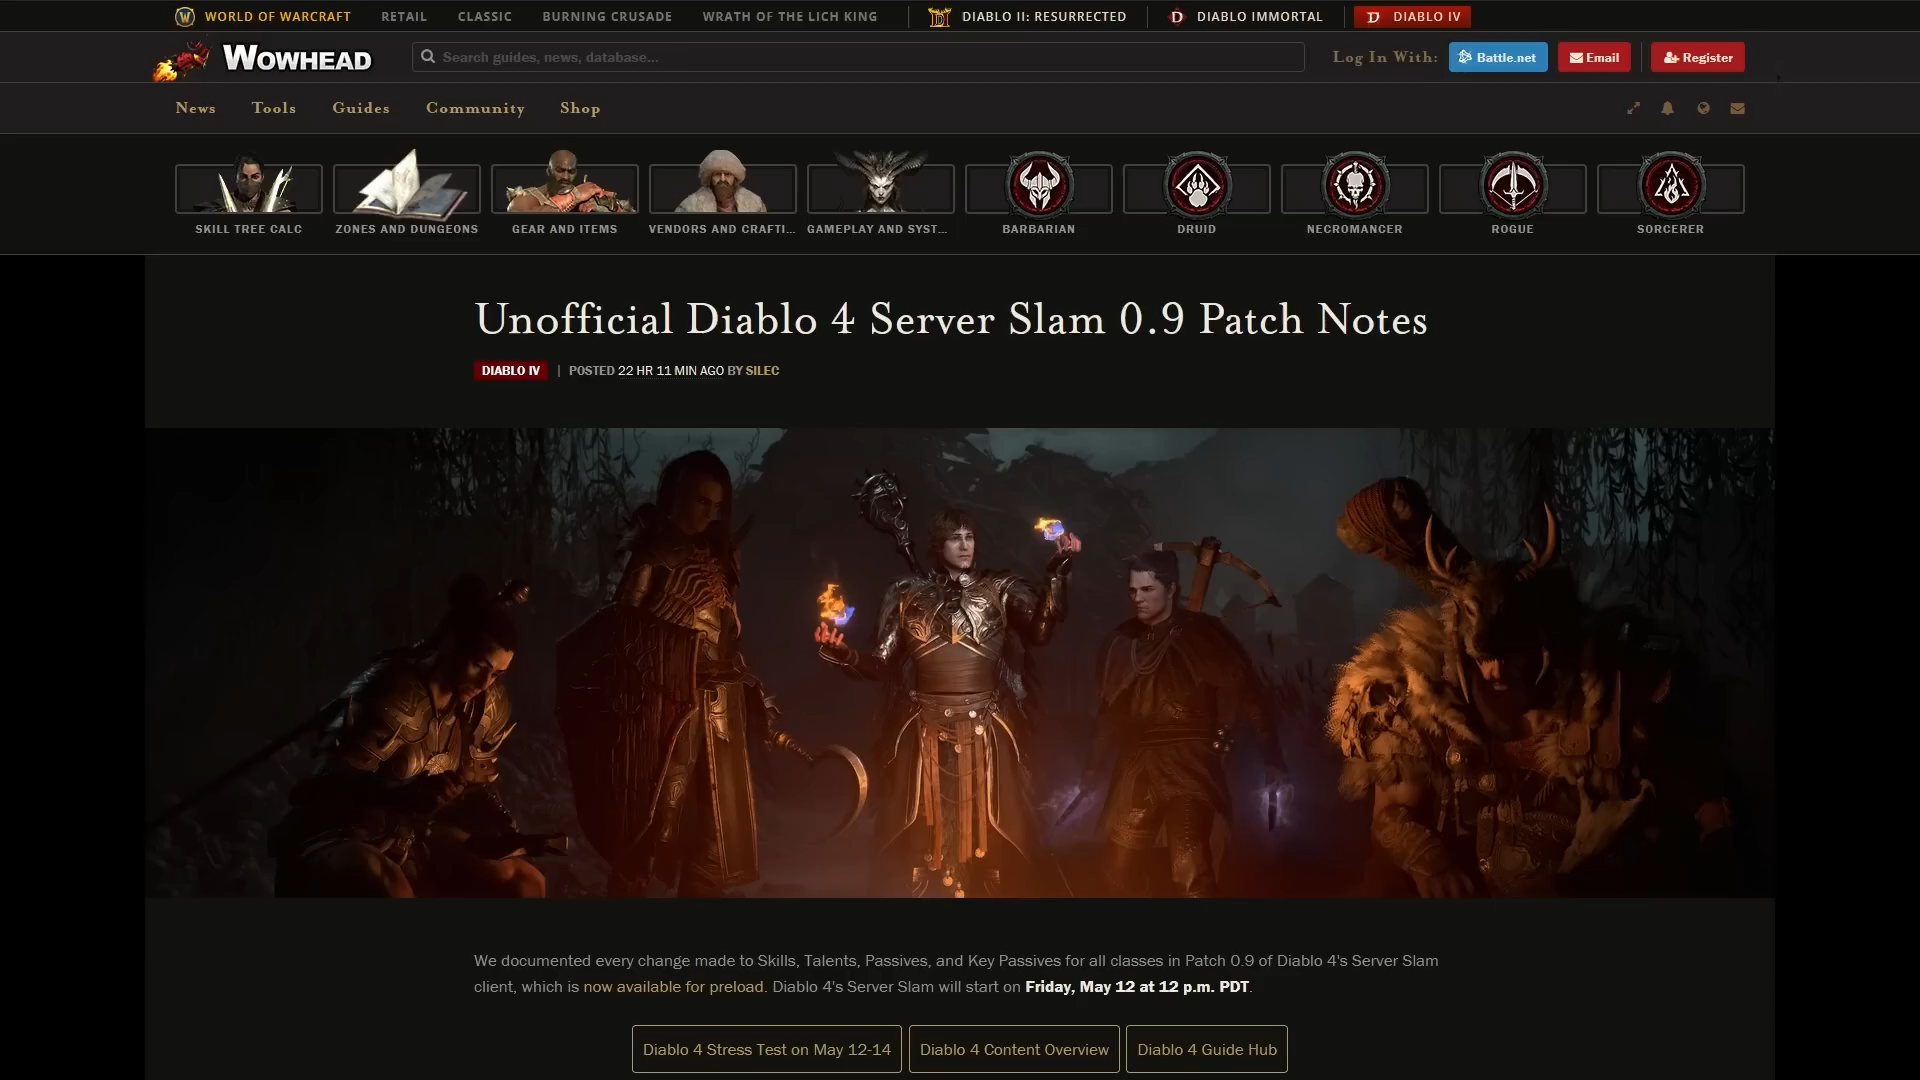 WORLD OF WARCRAFT RETAIL CLASSIC BURNING CRUSADE WRATH OF THE LICH KING DIABLO II: RESURRECTED DIABLO IMMORTAL DIABLO IV
WOWHEAD Search guides, news, database... Log In With: Battle.net Email Register
News Tools Guides Community Shop
SKILL TREE CALC ZONES AND DUNGEONS GEAR AND ITEMS VENDORS AND CRAFTI... GAMEPLAY AND SYST... BARBARIAN DRUID NECROMANCER ROGUE SORCERER
Unofficial Diablo 4 Server Slam 0.9 Patch Notes
DIABLO IV | POSTED 22 HR 11 MIN AGO BY SILEC
We documented every change made to Skills, Talents, Passives, and Key Passives for all classes in Patch 0.9 of Diablo 4's Server Slam
client, which is now available for preload. Diablo 4's Server Slam will start on Friday, May 12 at 12 p.m. PDT.
Diablo 4 Stress Test on May 12-14 Diablo 4 Content Overview Diablo 4 Guide Hub